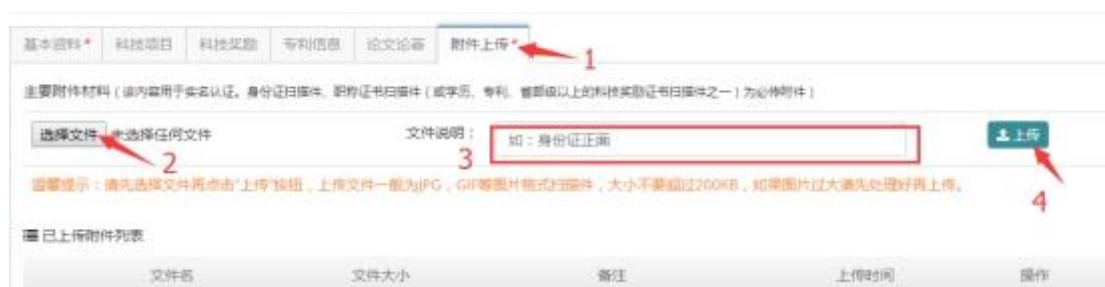 基本资料* 科技项目 科技奖励 专利信息 论文论著 附件上传*
1
主要附件材料（该内容用于实名认证。身份证扫描件、职称证书扫描件（或学历、专利、省部级以上的科技奖励证书扫描件之一）为必传附件）
选择文件 未选择任何文件 文件说明： 如：身份证正面 上传
2 3
温馨提示：请先选择文件再点击"上传"按钮，上传文件一般为JPG，GIF等图片格式扫描件，大小不要超过200KB，如果图片过大请先处理好再上传。
4
已上传附件列表
文件名 文件大小 备注 上传时间 操作